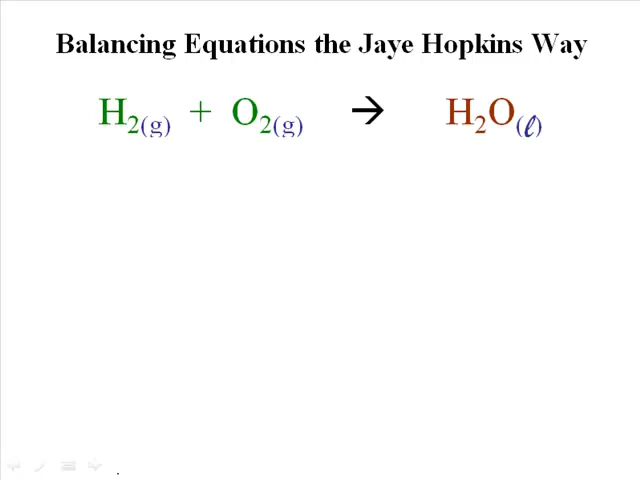 Balancing Equations the Jaye Hopkins Way
H₂(g) + O₂(g) → H₂O(ℓ)